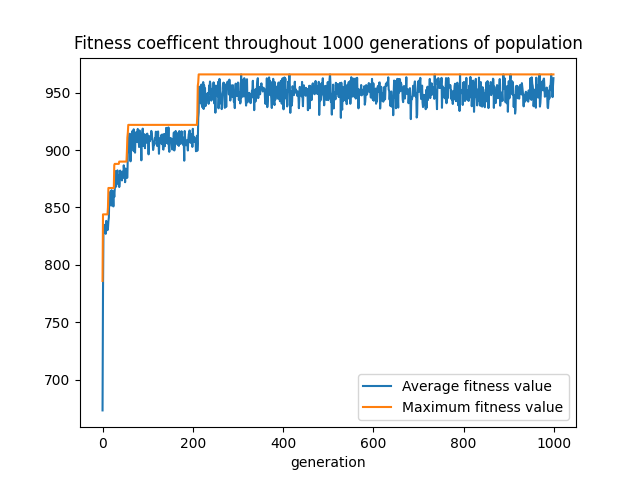 Fitness coefficent throughout 1000 generations of population
950
900
850
800
750
700
Average fitness value
Maximum fitness value
0 200 400 600 800 1000
generation